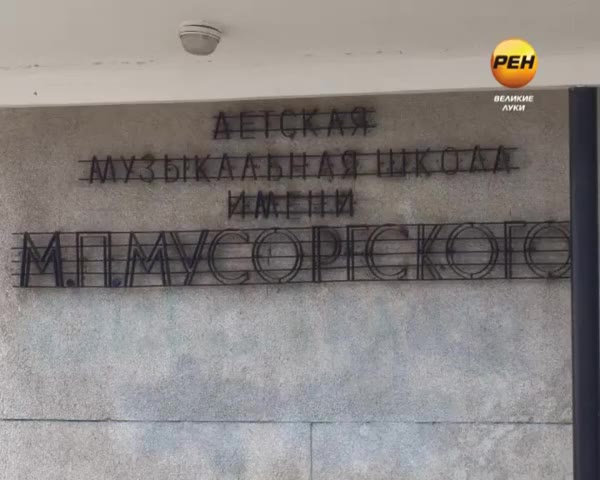 РЕН
ВЕЛИКИЕ
ЛУКИ
ДЕТСКАЯ
МУЗЫКАЛЬНАЯ ШКОЛА
ИМЕНИ
М.П.МУСОРГСКОГО